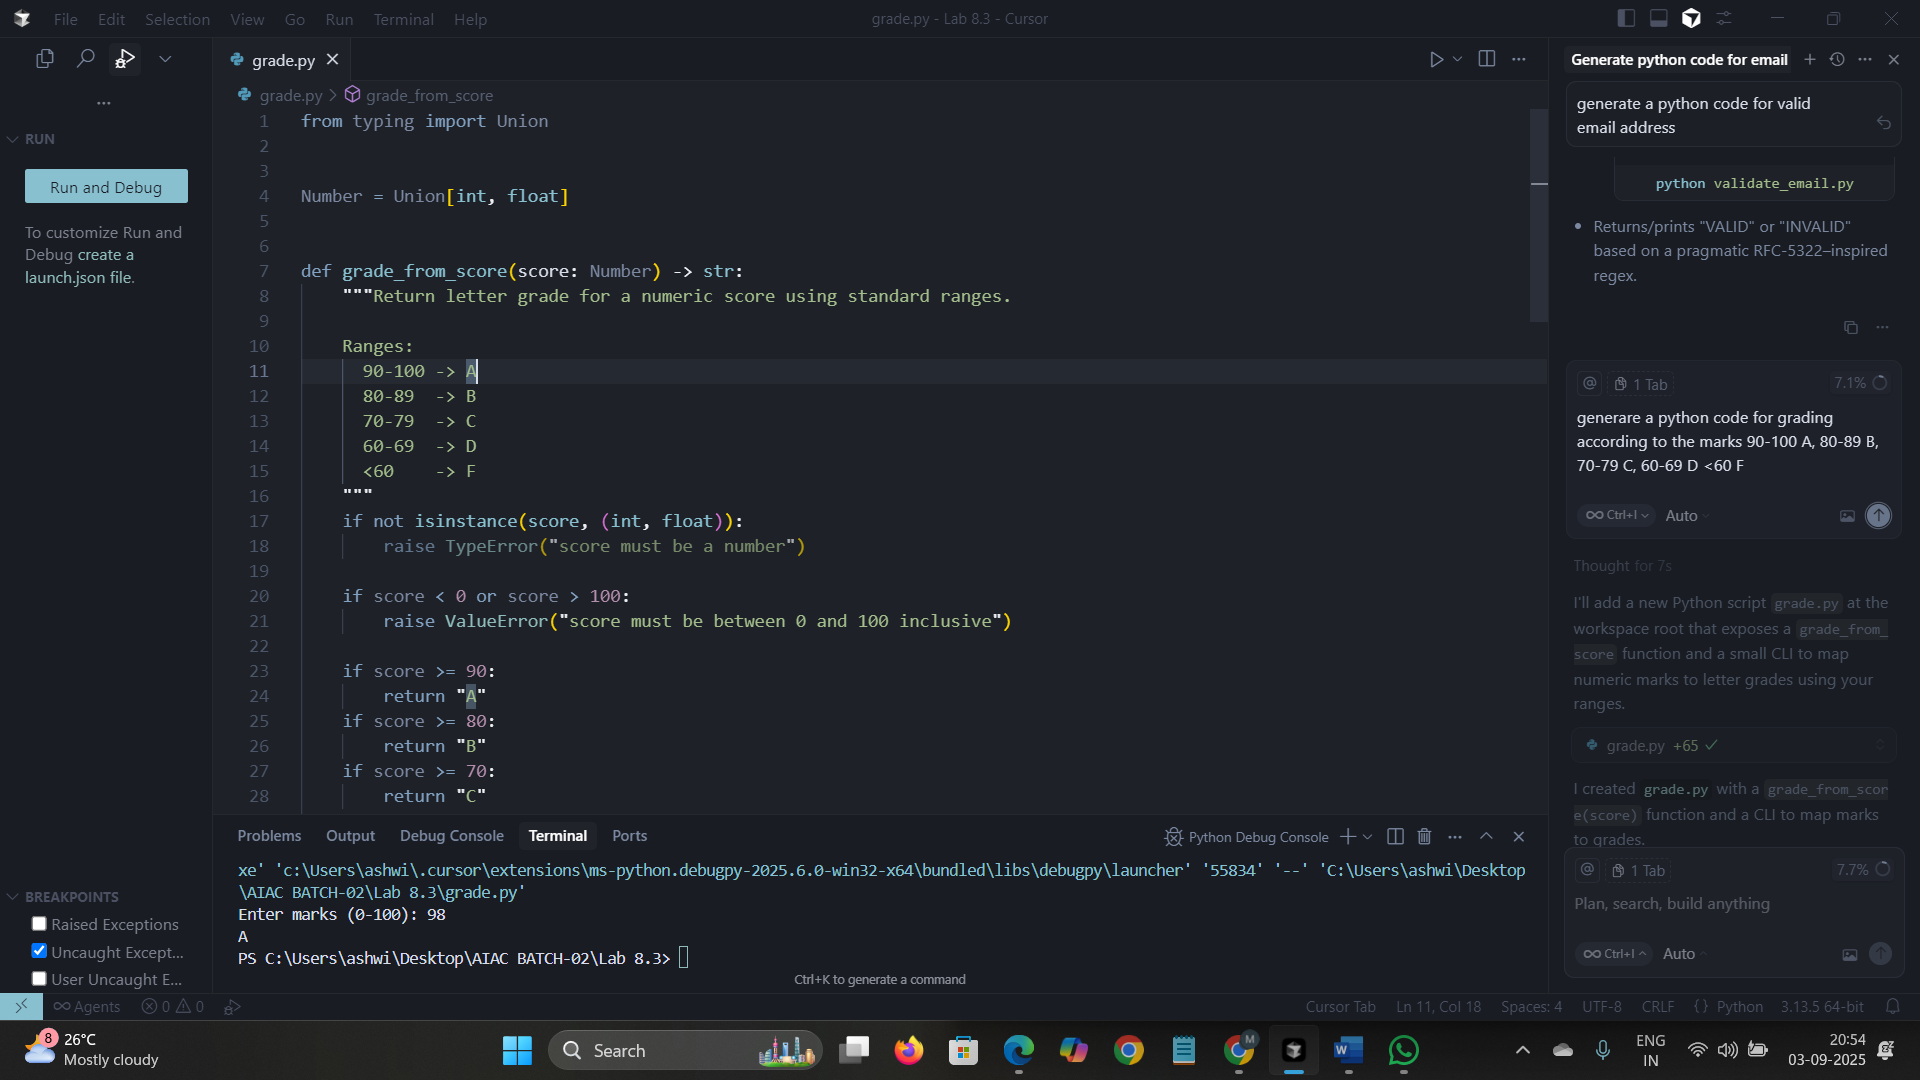 File Edit Selection View Go Run Terminal Help
grade.py - Lab 8.3 - Cursor
RUN
Run and Debug
To customize Run and
Debug create a
launch.json file.
BREAKPOINTS
Raised Exceptions
Uncaught Except...
User Uncaught E...
grade.py
grade.py > grade_from_score
1 from typing import Union
2
3
4 Number = Union[int, float]
5
6
7 def grade_from_score(score: Number) -> str:
8 """Return letter grade for a numeric score using standard ranges.
9
10 Ranges:
11 90-100 -> A
12 80-89 -> B
13 70-79 -> C
14 60-69 -> D
15 <60 -> F
16 """
17 if not isinstance(score, (int, float)):
18 raise TypeError("score must be a number")
19
20 if score < 0 or score > 100:
21 raise ValueError("score must be between 0 and 100 inclusive")
22
23 if score >= 90:
24 return "A"
25 if score >= 80:
26 return "B"
27 if score >= 70:
28 return "C"
Problems Output Debug Console Terminal Ports
Python Debug Console
xe' 'c:\Users\ashwi\.cursor\extensions\ms-python.debugpy-2025.6.0-win32-x64\bundled\libs\debugpy\launcher' '55834' '--' 'C:\Users\ashwi\Desktop
\AIAC BATCH-02\Lab 8.3\grade.py'
Enter marks (0-100): 98
A
PS C:\Users\ashwi\Desktop\AIAC BATCH-02\Lab 8.3>
Ctrl+K to generate a command
Generate python code for email
generate a python code for valid
email address
python validate_email.py
• Returns/prints "VALID" or "INVALID"
based on a pragmatic RFC-5322–inspired
regex.
@ 1 Tab 7.1%
generare a python code for grading
according to the marks 90-100 A, 80-89 B,
70-79 C, 60-69 D <60 F
∞ Ctrl+I Auto
Thought for 7s
I'll add a new Python script grade.py at the
workspace root that exposes a grade_from_
score function and a small CLI to map
numeric marks to letter grades using your
ranges.
grade.py +65
I created grade.py with a grade_from_scor
e(score) function and a CLI to map marks
to grades.
@ 1 Tab 7.7%
Plan, search, build anything
∞ Ctrl+I Auto
Agents 0 0
Cursor Tab Ln 11, Col 18 Spaces: 4 UTF-8 CRLF {} Python 3.13.5 64-bit
8
26°C
Mostly cloudy
Search
M
W
ENG
IN
20:54
03-09-2025